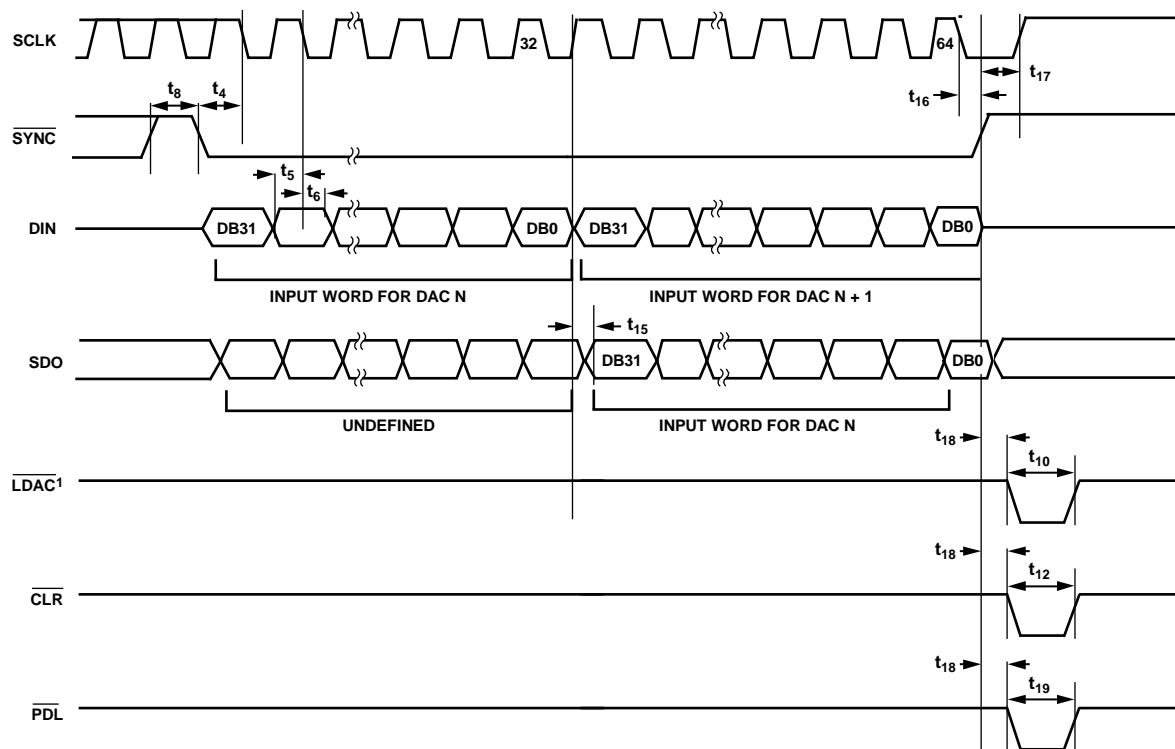 SCLK
32
64
t17
t16
t8
t4
SYNC
t5
t6
DIN
DB31
DB0
DB31
DB0
INPUT WORD FOR DAC N
INPUT WORD FOR DAC N + 1
t15
SDO
DB31
DB0
UNDEFINED
INPUT WORD FOR DAC N
t18
t10
LDAC1
t18
t12
CLR
t18
t19
PDL